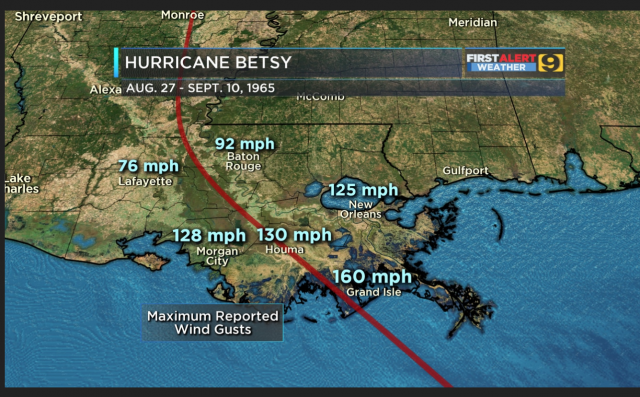 Shreveport
Monroe
Meridian
HURRICANE BETSY
FIRST ALERT
WEATHER 9
AUG. 27 - SEPT. 10, 1965
Alexa
McComb
92 mph
Baton
Rouge
76 mph
Lafayette
Gulfport
Lake
harles
125 mph
New
Orleans
128 mph
Morgan
City
130 mph
Houma
160 mph
Grand Isle
Maximum Reported
Wind Gusts